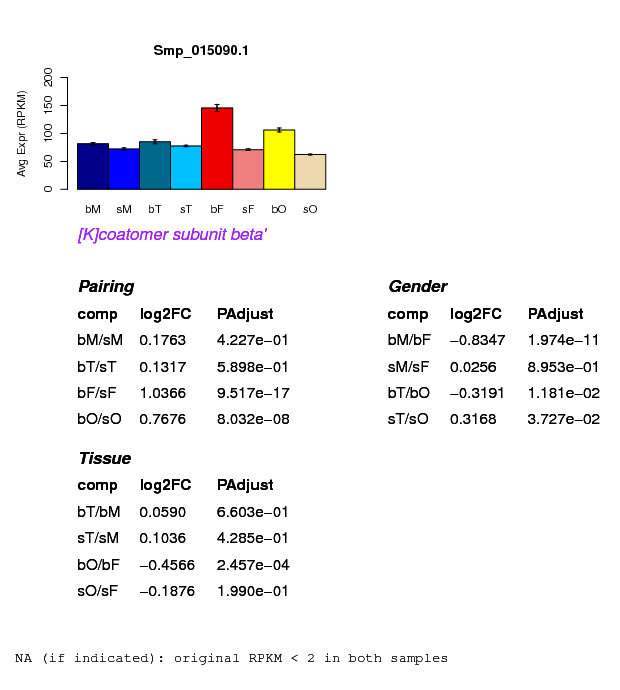 Smp_015090.1
Avg Expr (RPKM)
200
150
100
50
0
bM sM bT sT bF sF bO sO
[K]coatomer subunit beta'
Pairing
comp log2FC PAdjust
bM/sM 0.1763 4.227e−01
bT/sT 0.1317 5.898e−01
bF/sF 1.0366 9.517e−17
bO/sO 0.7676 8.032e−08
Gender
comp log2FC PAdjust
bM/bF −0.8347 1.974e−11
sM/sF 0.0256 8.953e−01
bT/bO −0.3191 1.181e−02
sT/sO 0.3168 3.727e−02
Tissue
comp log2FC PAdjust
bT/bM 0.0590 6.603e−01
sT/sM 0.1036 4.285e−01
bO/bF −0.4566 2.457e−04
sO/sF −0.1876 1.990e−01
NA (if indicated): original RPKM < 2 in both samples